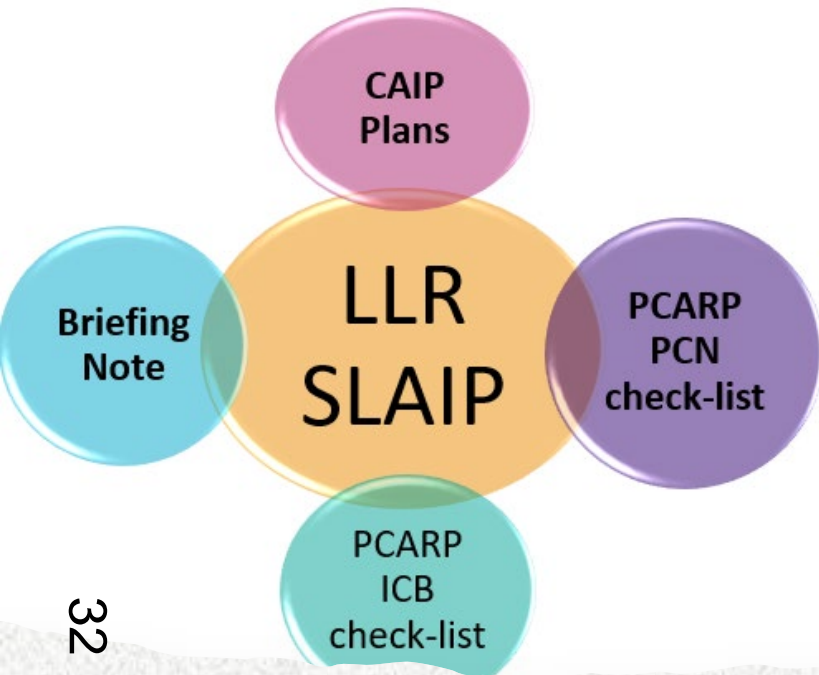 CAIP
Plans
LLR
SLAIP
Briefing
Note
PCARP
PCN
check-list
PCARP
ICB
check-list
32